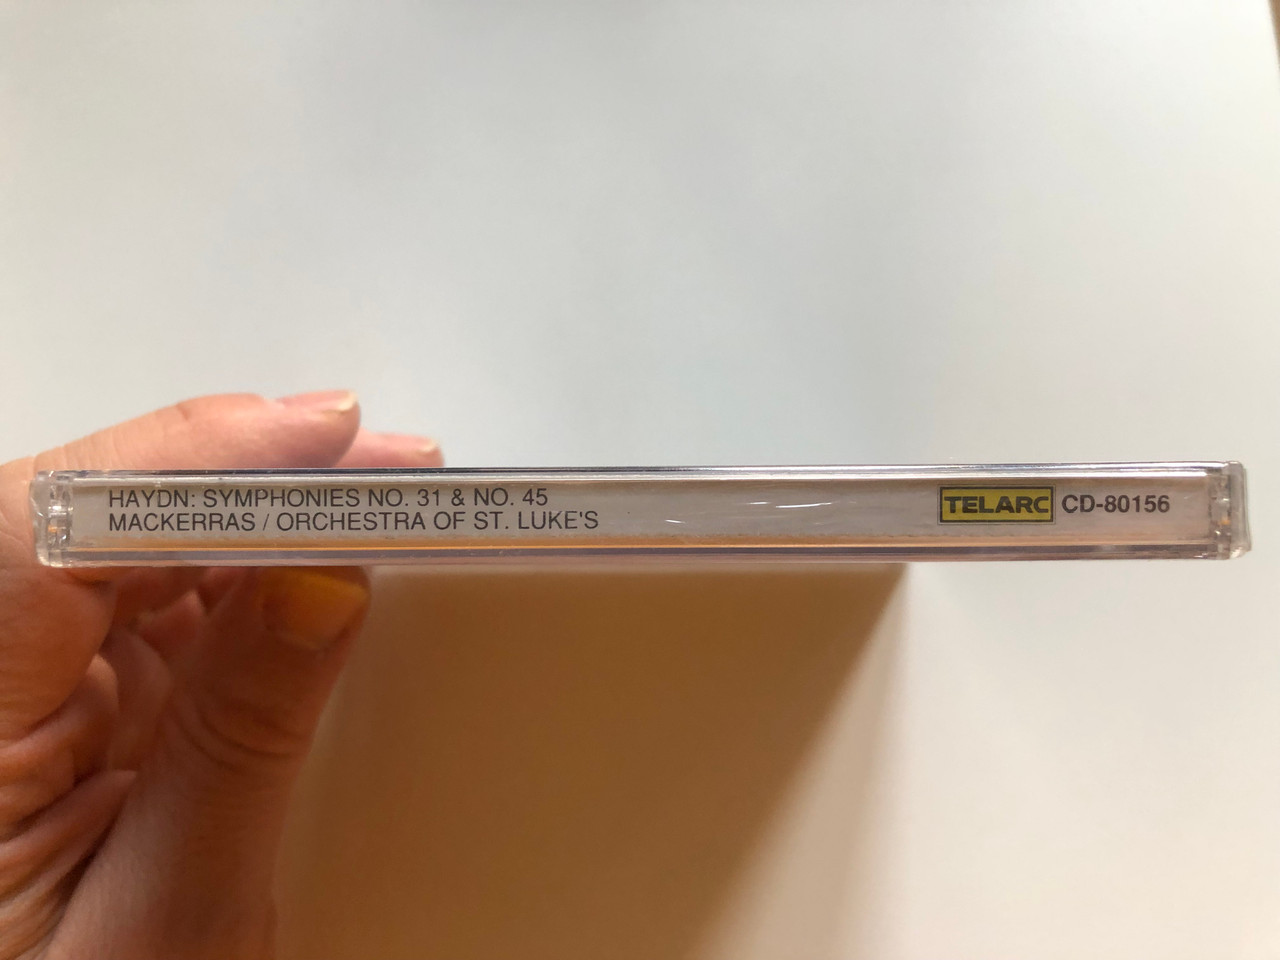 HAYDN: SYMPHONIES NO. 31 & NO. 45
MACKERRAS / ORCHESTRA OF ST. LUKE'S
TELARC CD-80156